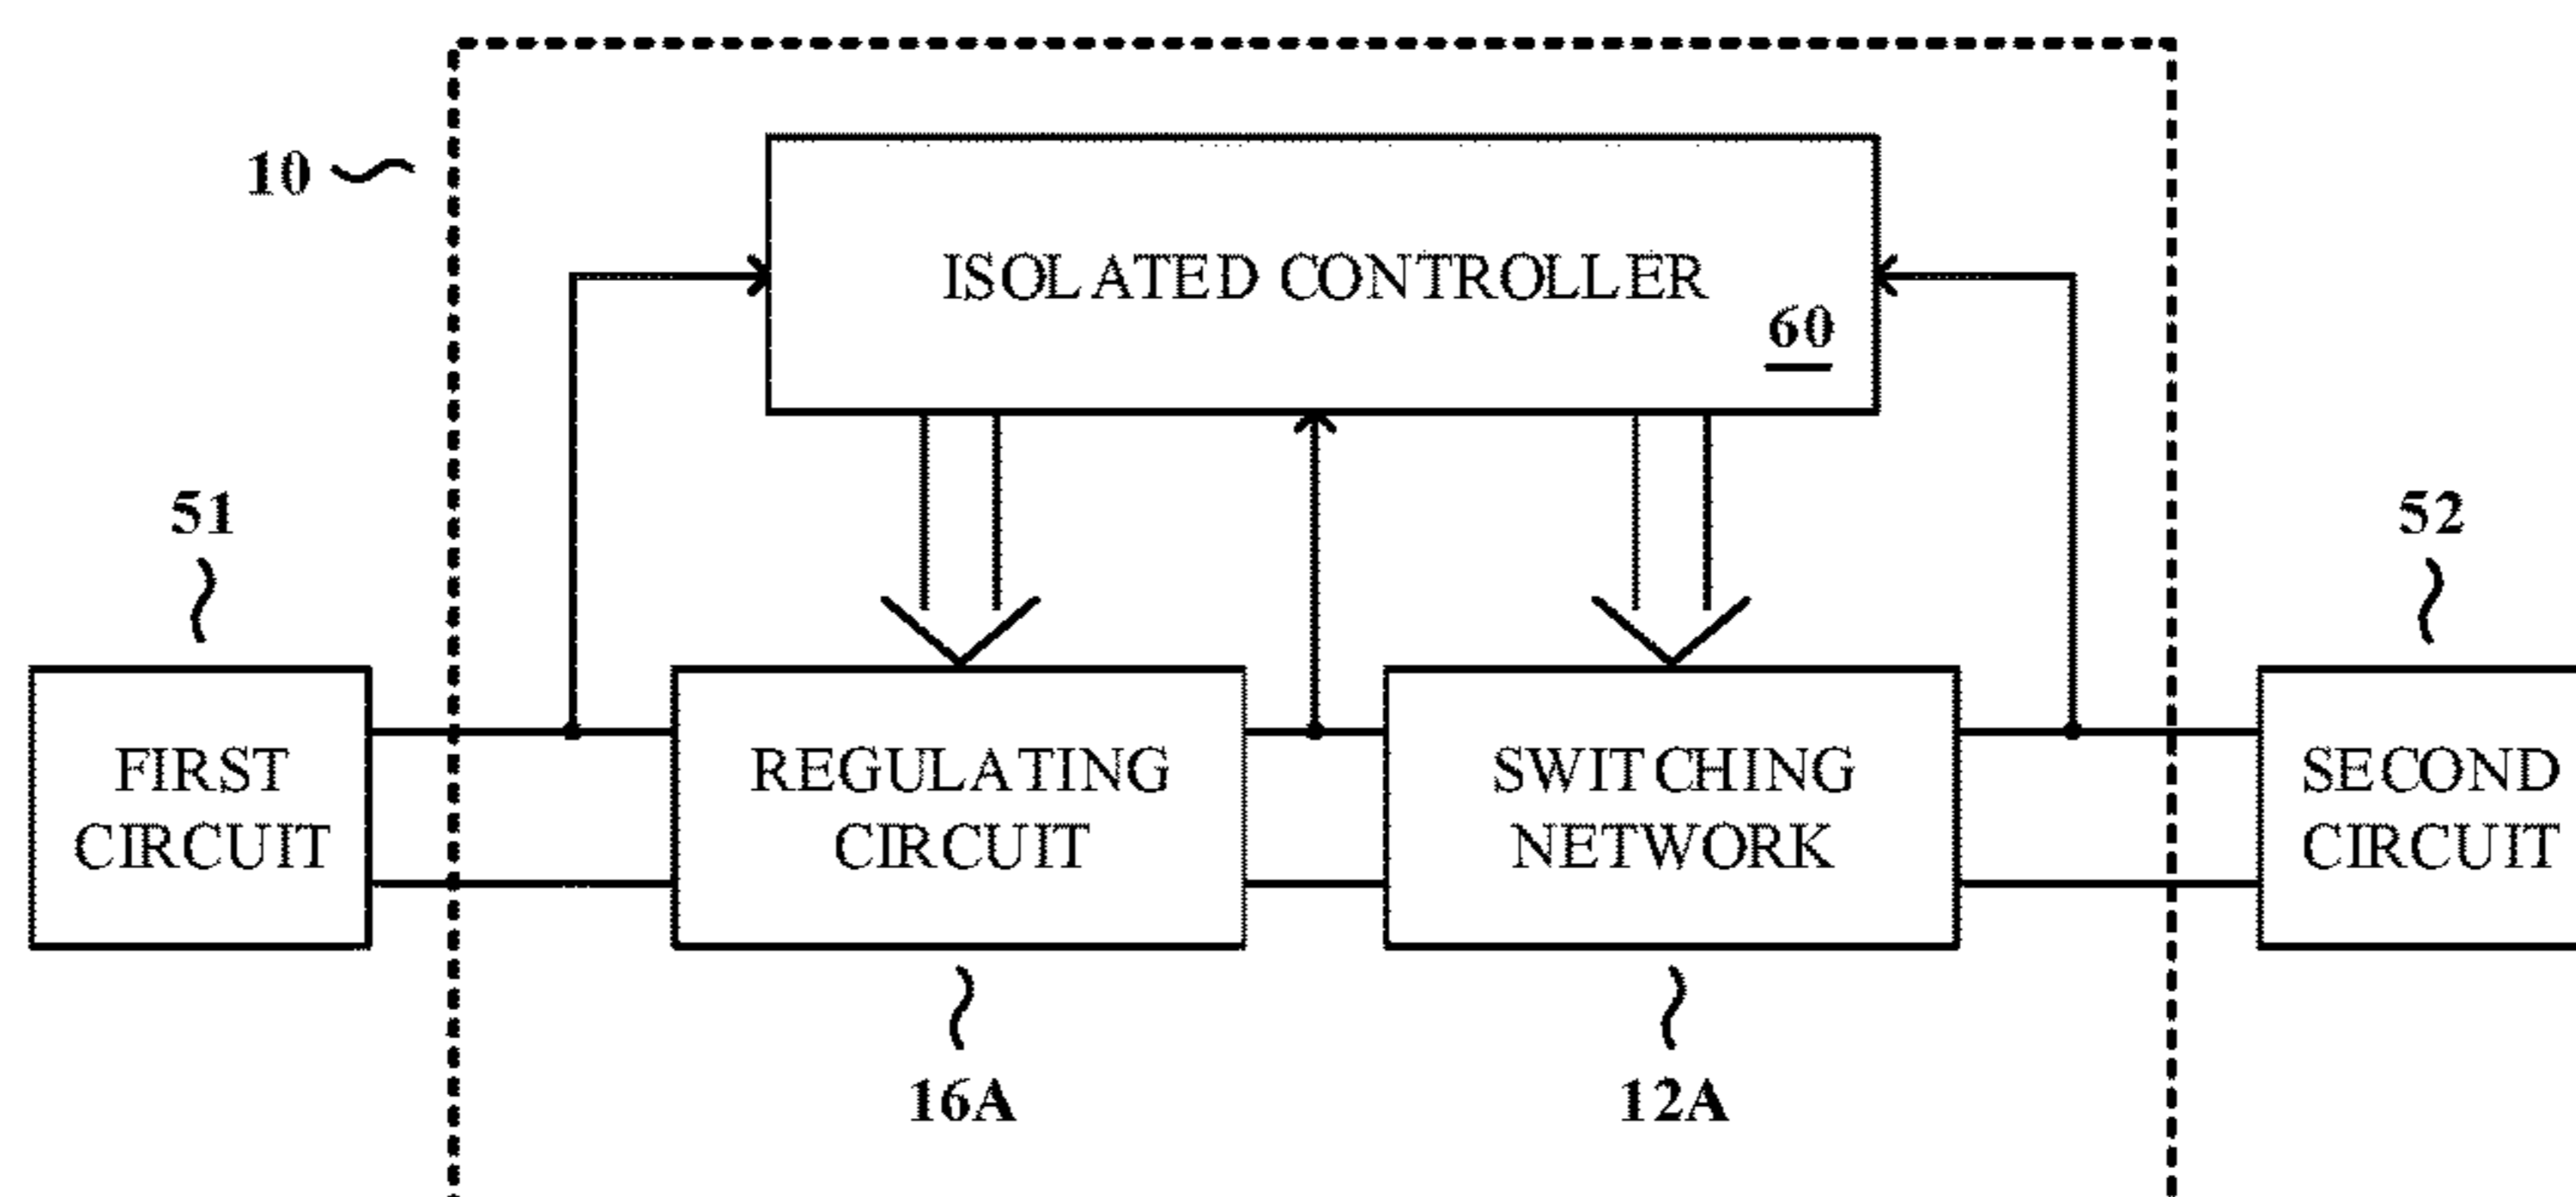 10
ISOLATED CONTROLLER
60
51
52
FIRST
CIRCUIT
REGULATING
CIRCUIT
SWITCHING
NETWORK
SECOND
CIRCUIT
16A
12A